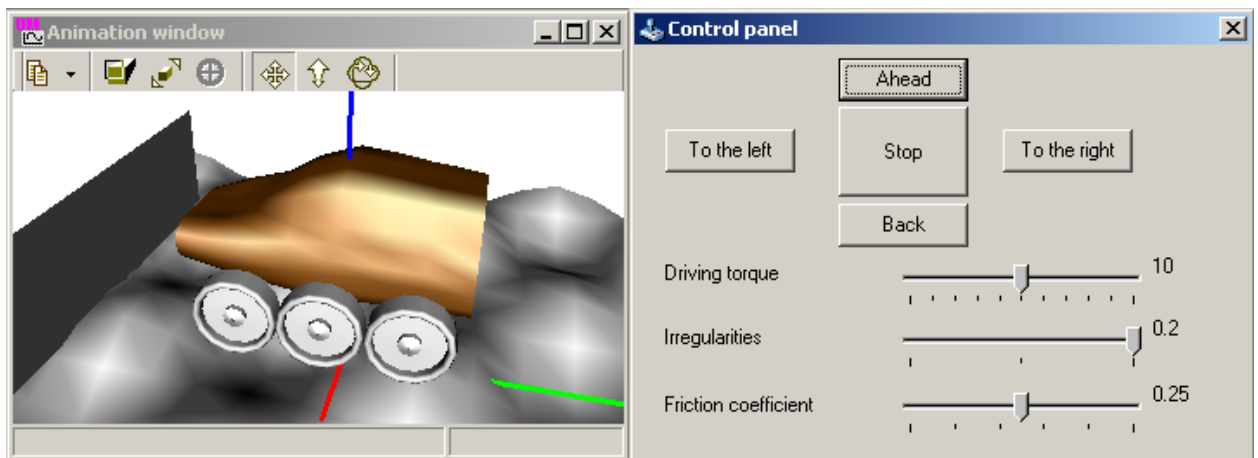 Animation window
Control panel
Ahead
To the left
Stop
To the right
Back
Driving torque
10
Irregularities
0.2
Friction coefficient
0.25